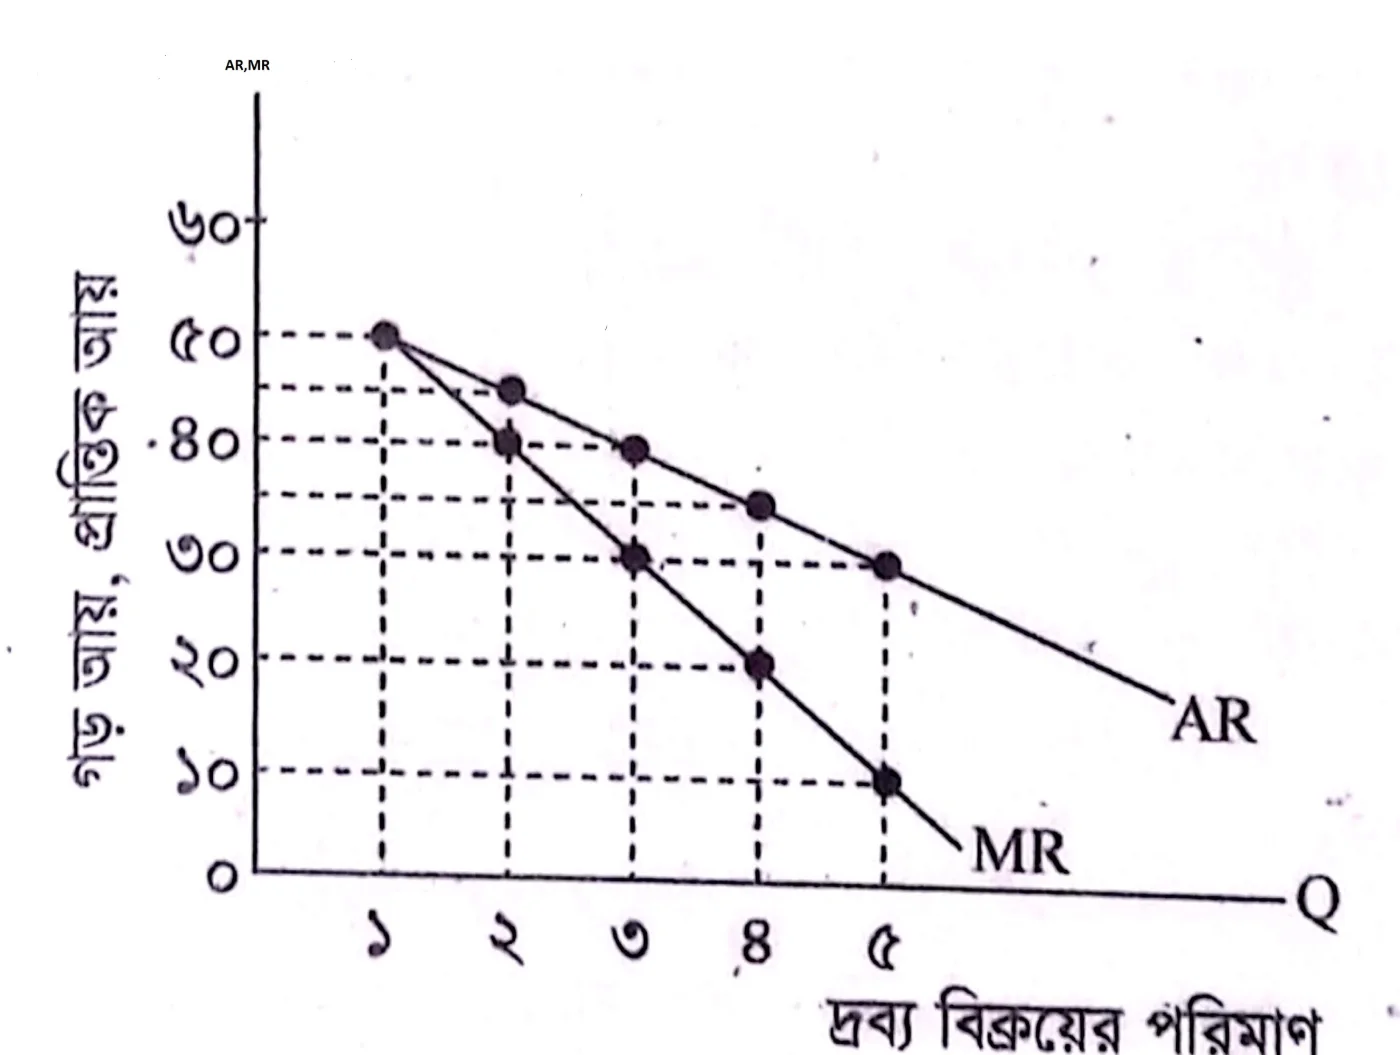 AR,MR
৬০
৫০
৪০
৩০
২০
১০
০
গড় আয়, প্রান্তিক আয়
AR
MR
Q
১ ২ ৩ ৪ ৫
দ্রব্য বিক্রয়ের পরিমাণ